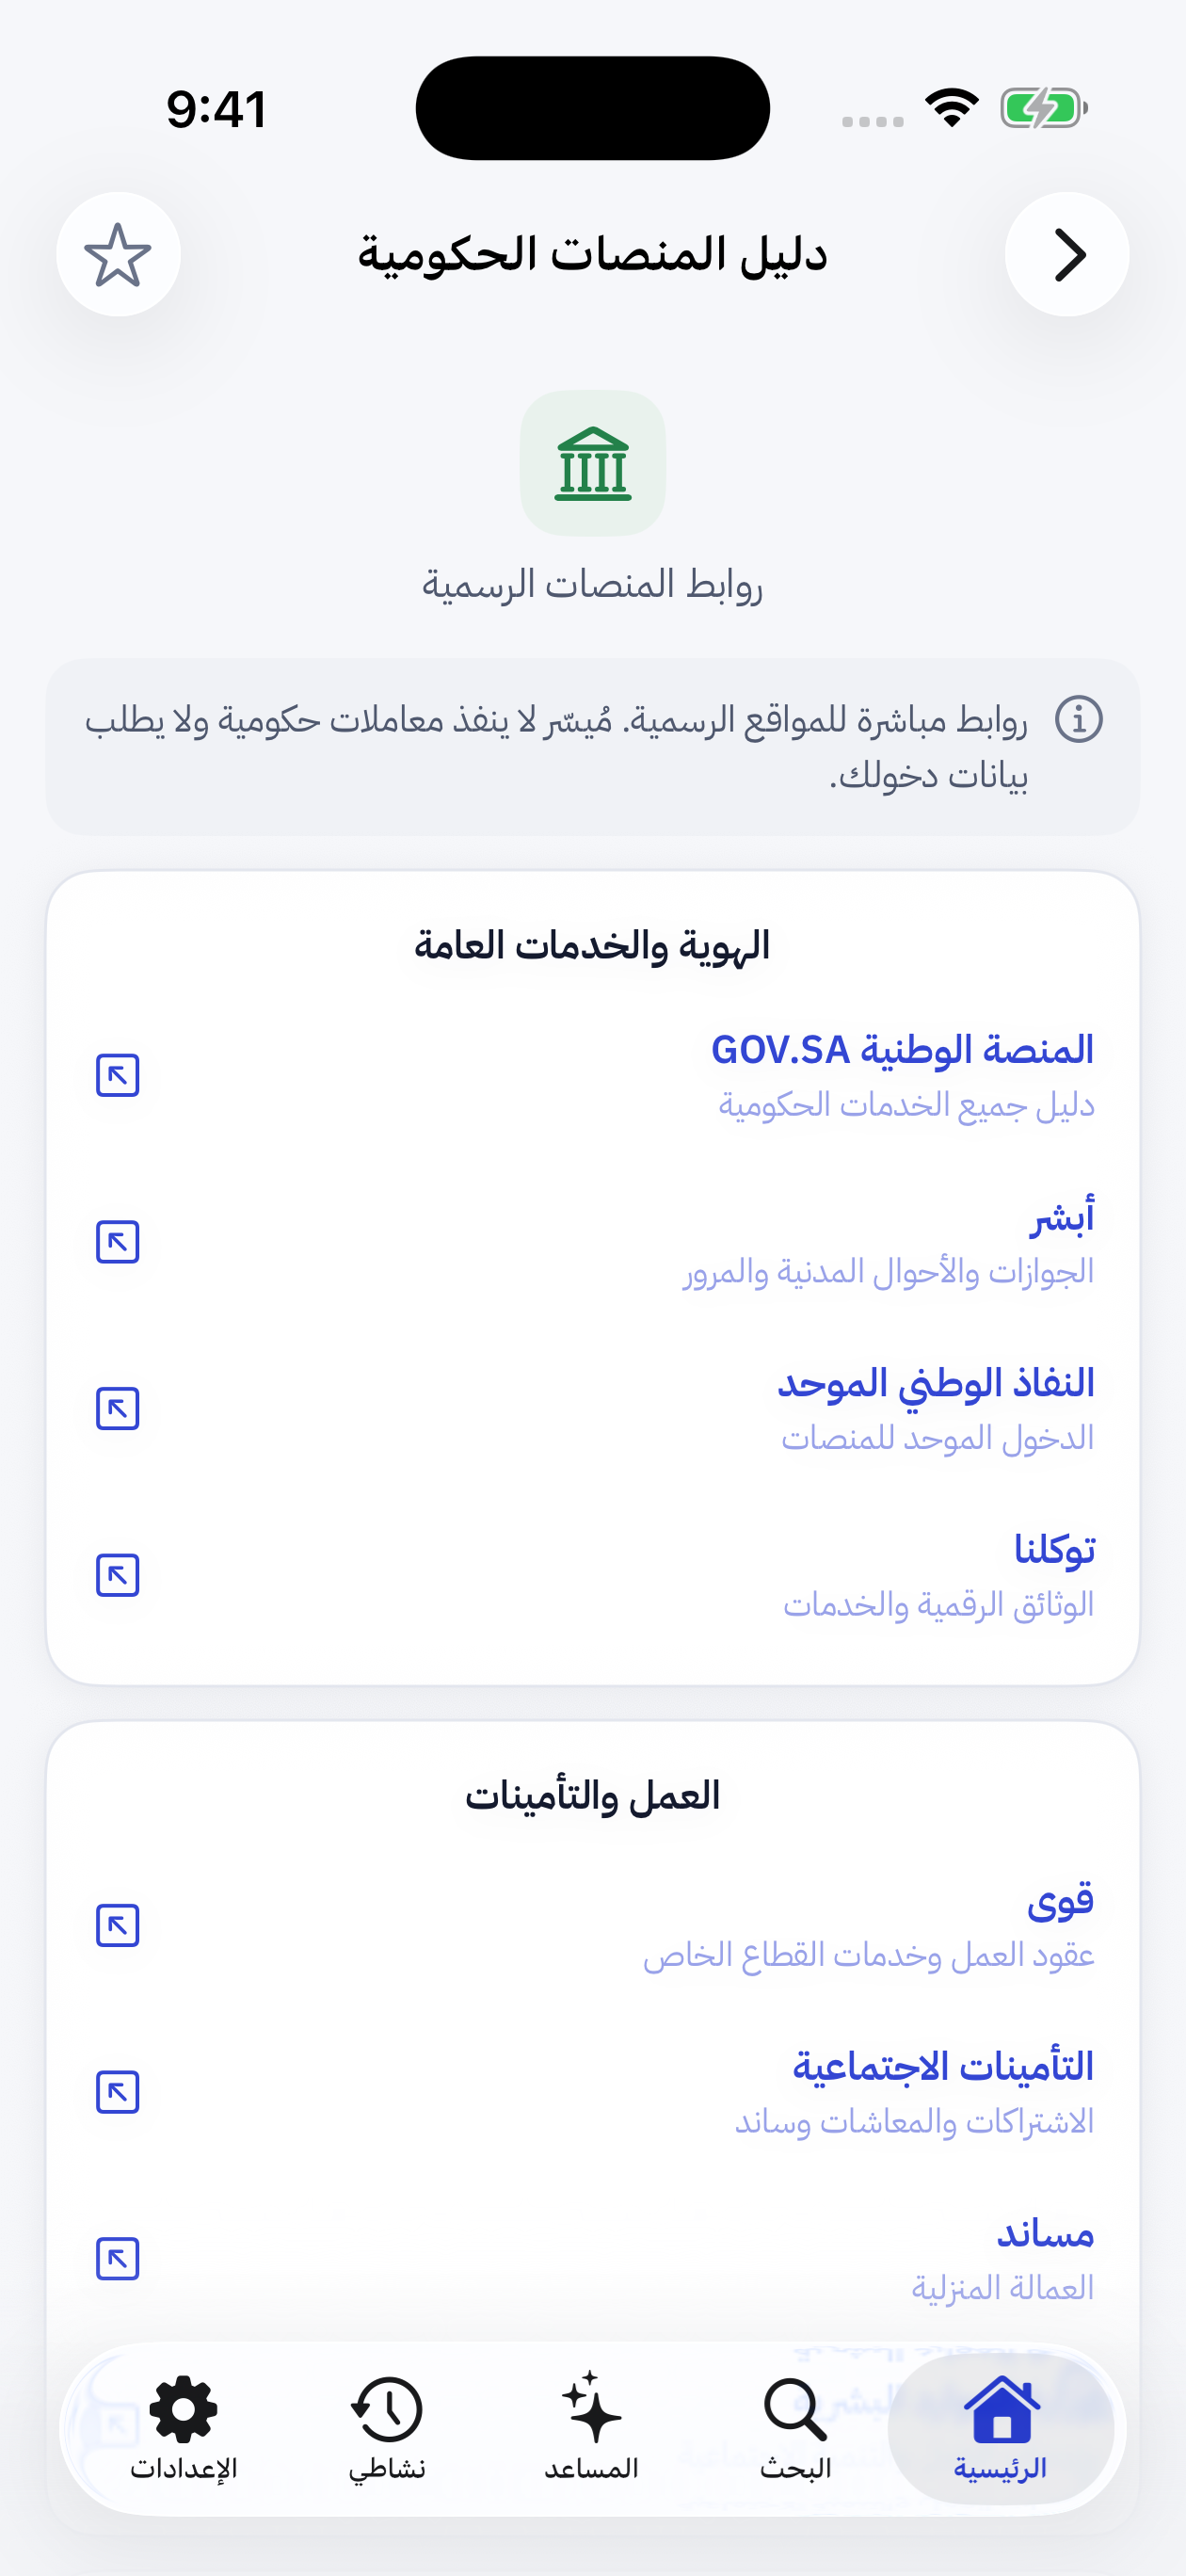 9:41
دليل المنصات الحكومية
روابط المنصات الرسمية
روابط مباشرة للمواقع الرسمية. مُيسّر لا ينفذ معاملات حكومية ولا يطلب
بيانات دخولك.
الهوية والخدمات العامة
المنصة الوطنية GOV.SA
دليل جميع الخدمات الحكومية
أبشر
الجوازات والأحوال المدنية والمرور
النفاذ الوطني الموحد
الدخول الموحد للمنصات
توكلنا
الوثائق الرقمية والخدمات
العمل والتأمينات
قوى
عقود العمل وخدمات القطاع الخاص
التأمينات الاجتماعية
الاشتراكات والمعاشات وساند
مساند
العمالة المنزلية
الرئيسية
البحث
المساعد
نشاطي
الإعدادات